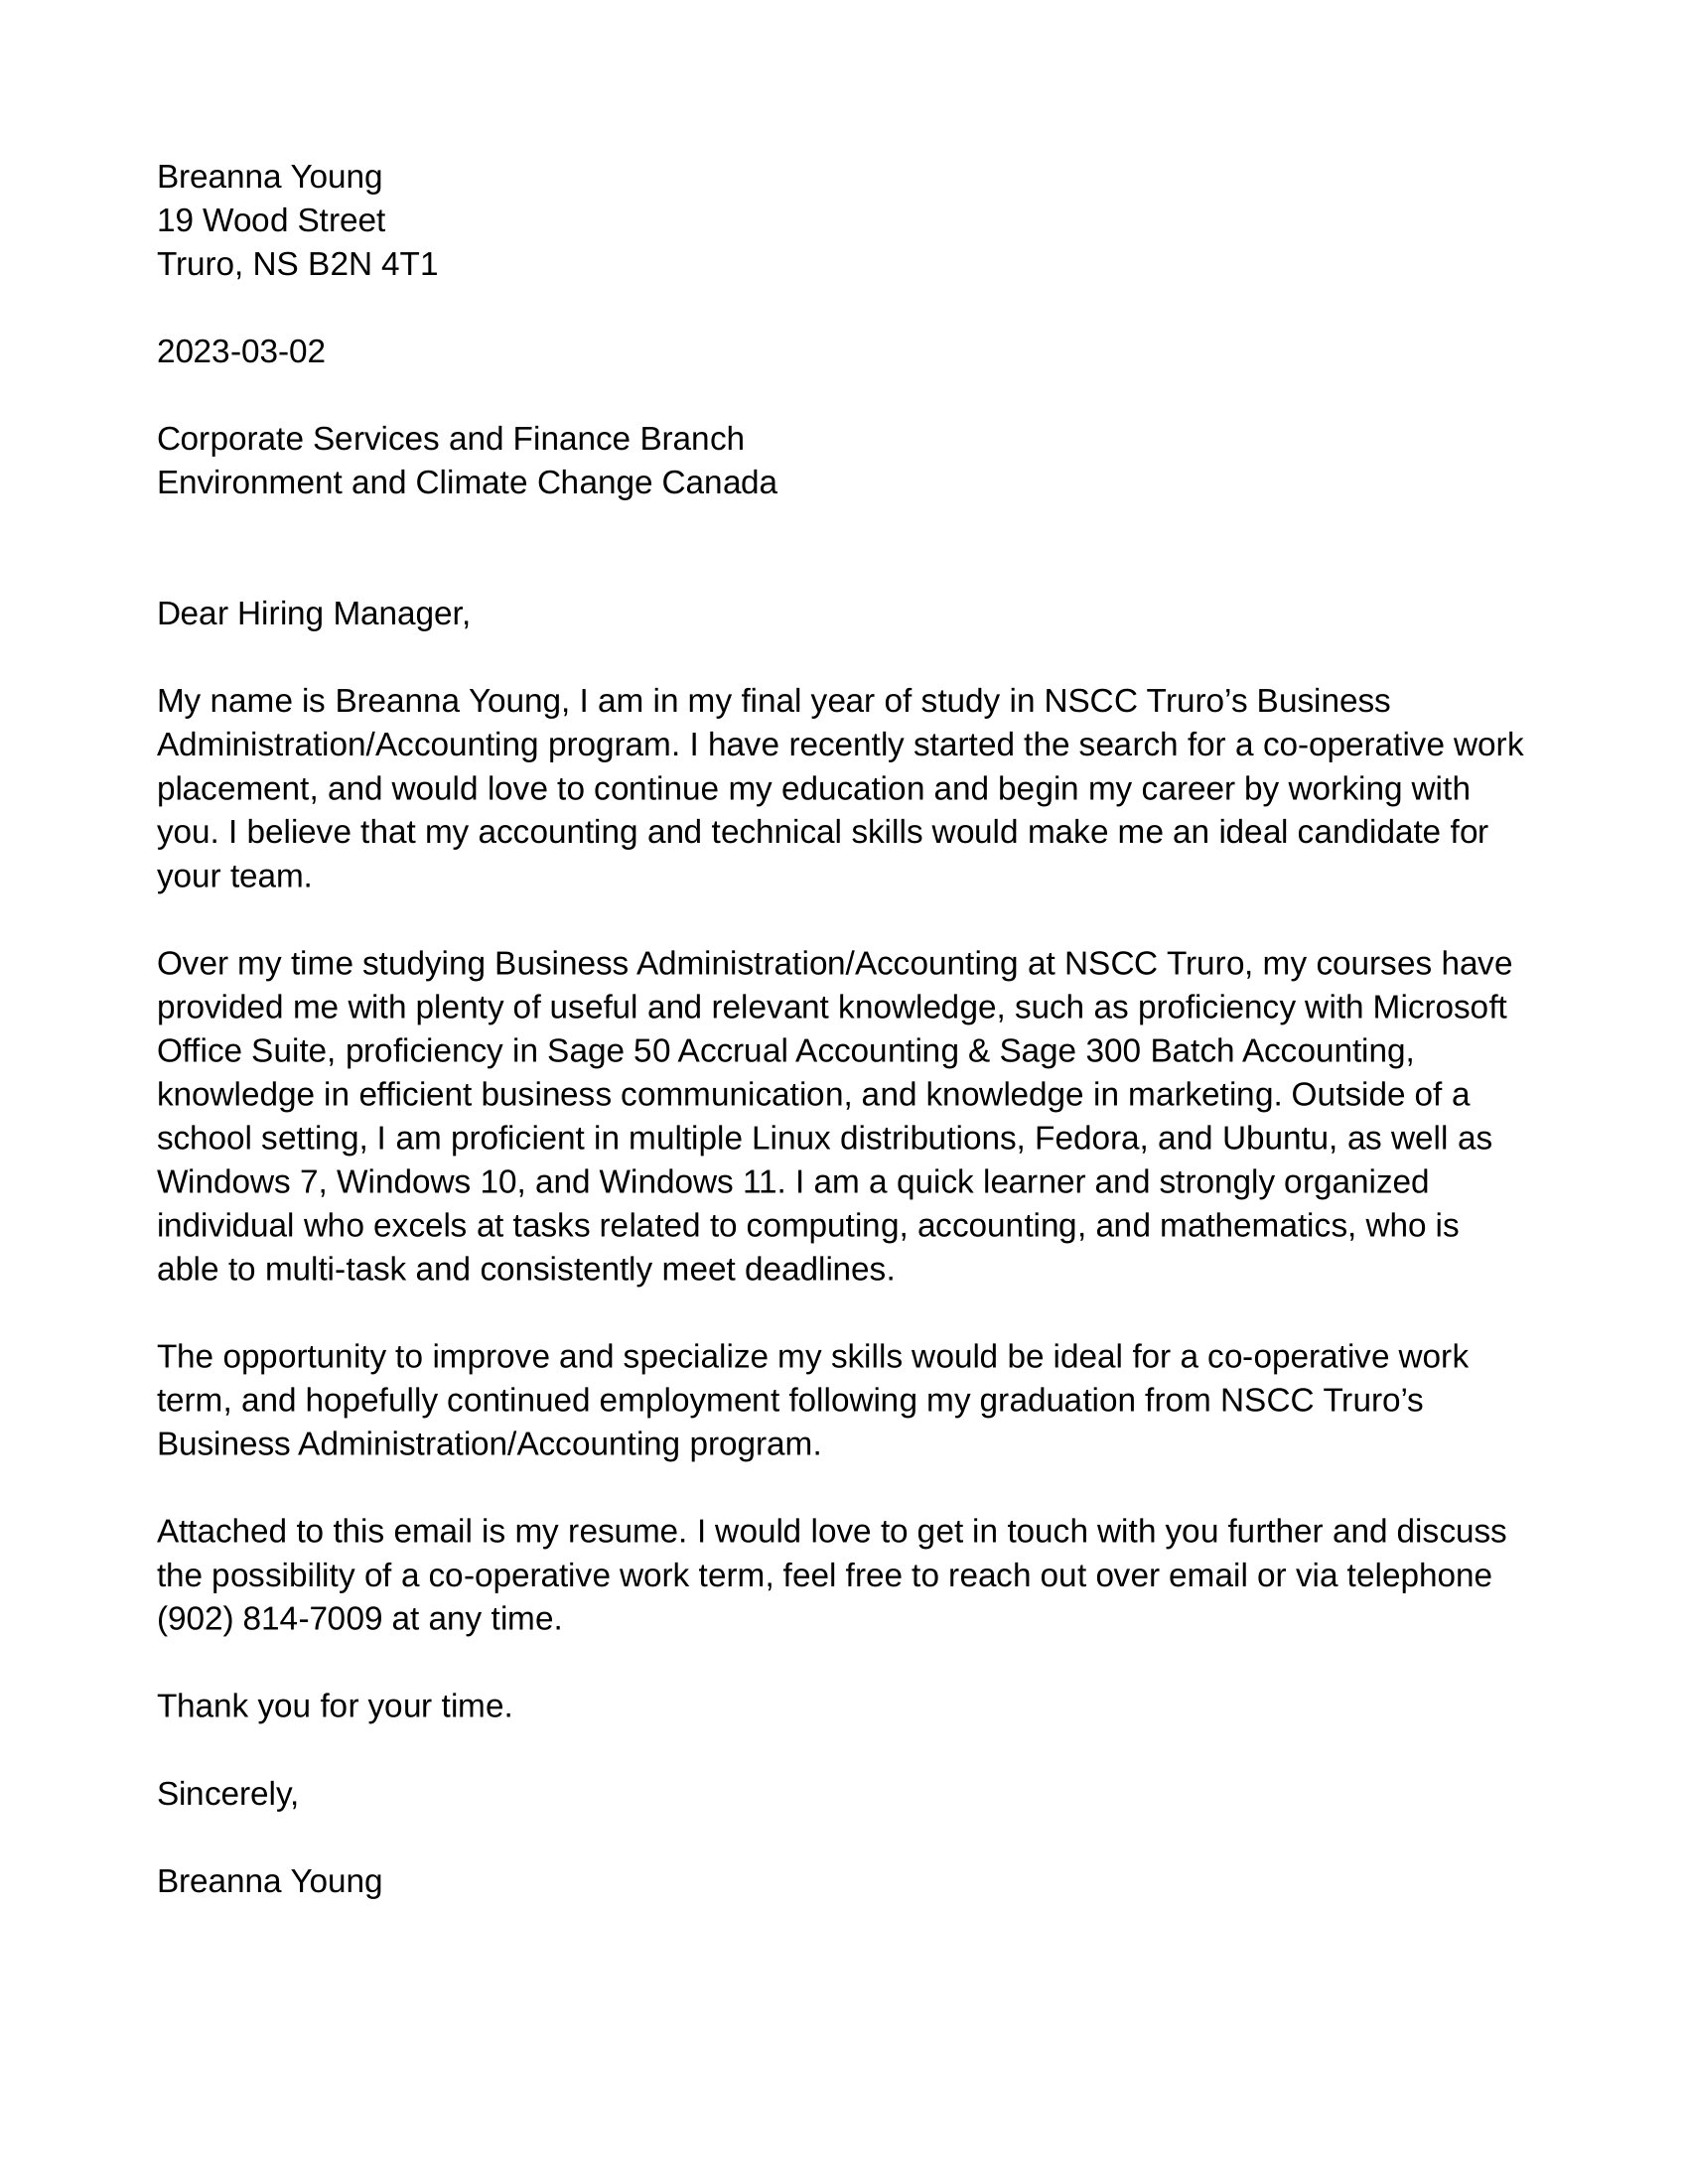 Breanna Young
19 Wood Street
Truro, NS B2N 4T1
2023-03-02
Corporate Services and Finance Branch
Environment and Climate Change Canada
Dear Hiring Manager,
My name is Breanna Young, I am in my final year of study in NSCC Truro’s Business
Administration/Accounting program. I have recently started the search for a co-operative work
placement, and would love to continue my education and begin my career by working with
you. I believe that my accounting and technical skills would make me an ideal candidate for
your team.
Over my time studying Business Administration/Accounting at NSCC Truro, my courses have
provided me with plenty of useful and relevant knowledge, such as proficiency with Microsoft
Office Suite, proficiency in Sage 50 Accrual Accounting & Sage 300 Batch Accounting,
knowledge in efficient business communication, and knowledge in marketing. Outside of a
school setting, I am proficient in multiple Linux distributions, Fedora, and Ubuntu, as well as
Windows 7, Windows 10, and Windows 11. I am a quick learner and strongly organized
individual who excels at tasks related to computing, accounting, and mathematics, who is
able to multi-task and consistently meet deadlines.
The opportunity to improve and specialize my skills would be ideal for a co-operative work
term, and hopefully continued employment following my graduation from NSCC Truro’s
Business Administration/Accounting program.
Attached to this email is my resume. I would love to get in touch with you further and discuss
the possibility of a co-operative work term, feel free to reach out over email or via telephone
(902) 814-7009 at any time.
Thank you for your time.
Sincerely,
Breanna Young